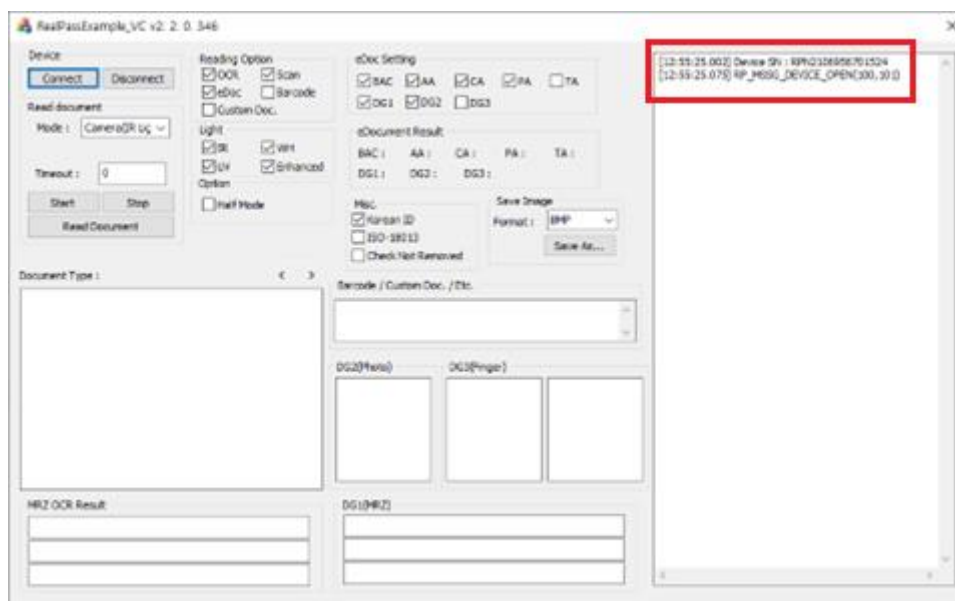 RealPassExample_VC v2. 2. 0. 346
Device
Connect Disconnect
Read document
Mode :
Timeout : 0
Start Stop
Read Document
Reading Option
OCR Scan
eDoc Barcode
Custom Doc.
Light
IR WH
UV Enhanced
Option
Half Mode
eDoc Setting
BAC AA CA PA TA
DG1 DG2 DG3
eDocument Result
BAC : AA : CA : PA : TA :
DG1 : DG2 : DG3 :
Misc.
Korean ID
ISO-18013
Check Not Removed
Save Image
Format : BMP
Save As...
Document Type : < >
Barcode / Custom Doc. / Etc.
DG2(Photo) DG3(Finger)
MRZ OCR Result
DG1(MRZ)
[12:55:25.002] Device SN :
[12:55:25.075] RP_MSSG_DEVICE_OPEN(100,101)